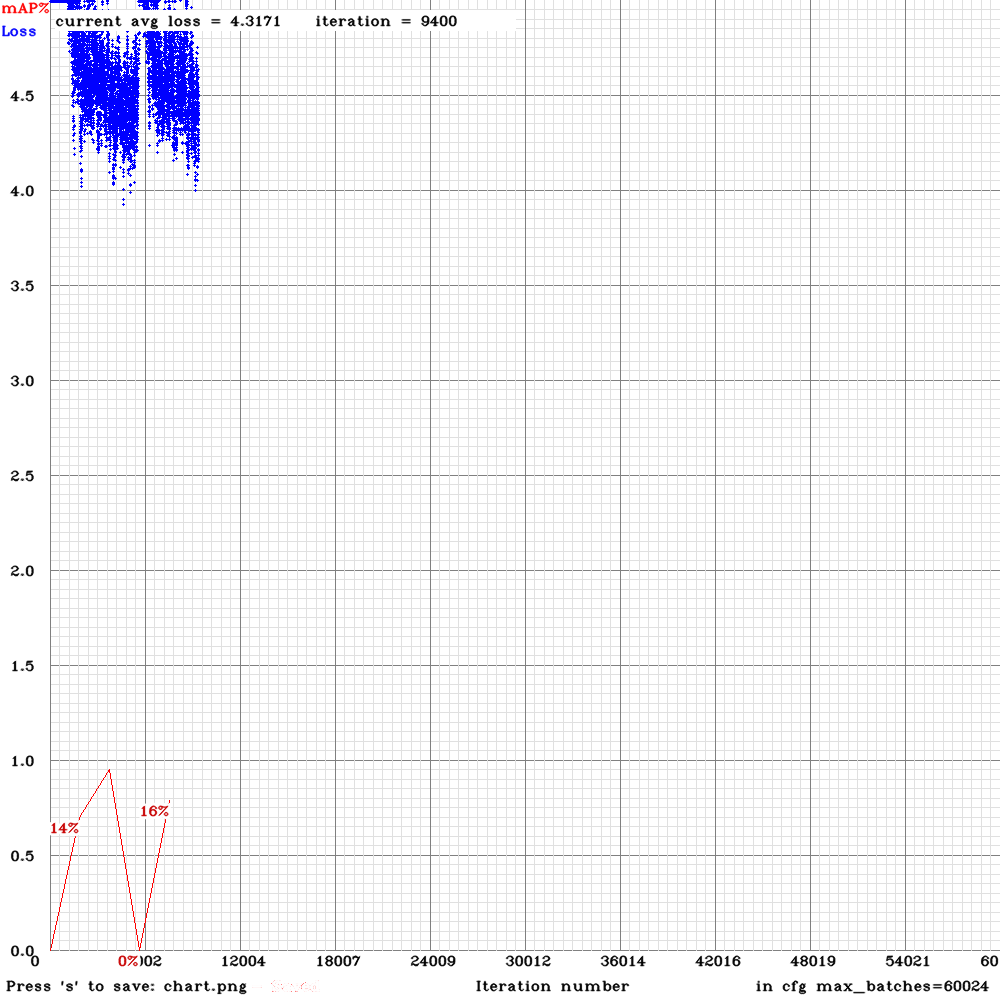 mAP%
current avg loss = 4.3171 iteration = 9400
Loss
4.5
4.0
3.5
3.0
2.5
2.0
1.5
1.0
16%
14%
0.5
0.0
0 0% 002 12004 18007 24009 30012 36014 42016 48019 54021 60
Press 's' to save: chart.png Iteration number in cfg max_batches=60024